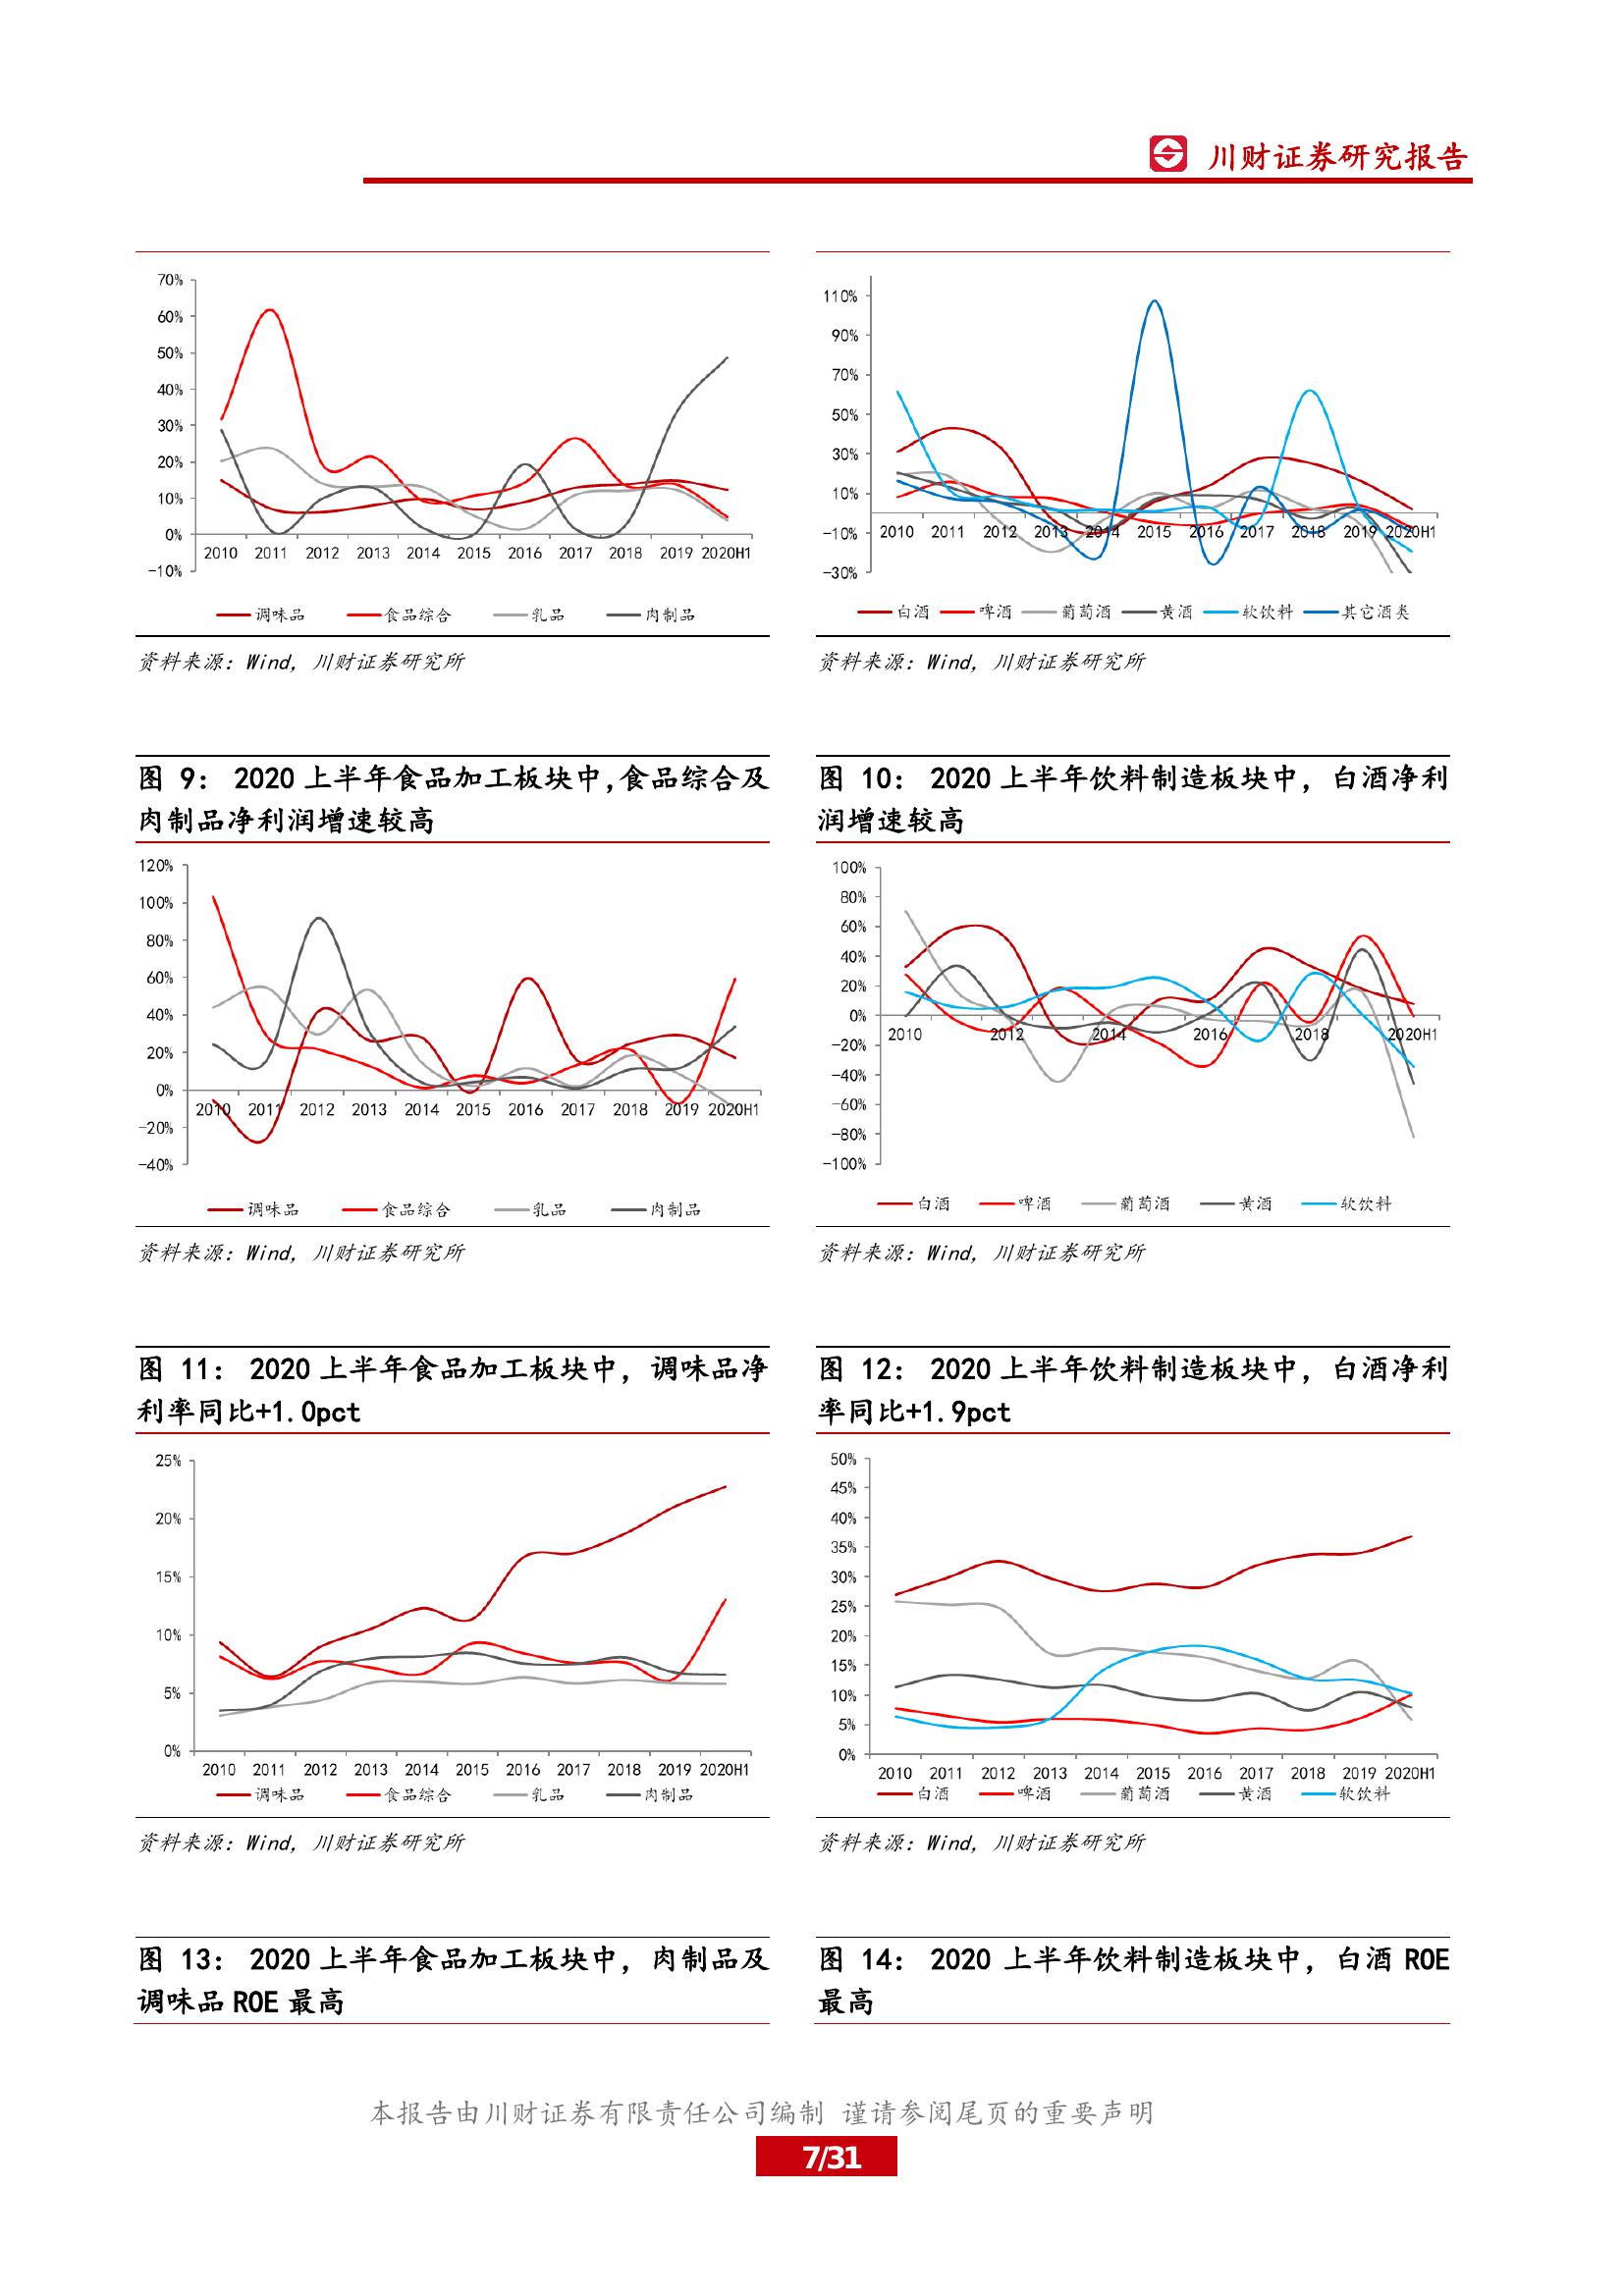 川财证券研究报告
70%
60%
50%
40%
30%
20%
10%
0%
-10%
2010 2011 2012 2013 2014 2015 2016 2017 2018 2019 2020H1
调味品 食品综合 乳品 肉制品
资料来源：Wind, 川财证券研究所
110%
90%
70%
50%
30%
10%
-10%
-30%
2010 2011 2012 2013 2014 2015 2016 2017 2018 2019 2020H1
白酒 啤酒 葡萄酒 黄酒 软饮料 其它酒类
资料来源：Wind, 川财证券研究所
图 9： 2020 上半年食品加工板块中,食品综合及
肉制品净利润增速较高
120%
100%
80%
60%
40%
20%
0%
-20%
-40%
2010 2011 2012 2013 2014 2015 2016 2017 2018 2019 2020H1
调味品 食品综合 乳品 肉制品
资料来源：Wind, 川财证券研究所
图 10： 2020 上半年饮料制造板块中，白酒净利
润增速较高
100%
80%
60%
40%
20%
0%
-20%
-40%
-60%
-80%
-100%
2010 2012 2014 2016 2018 2020H1
白酒 啤酒 葡萄酒 黄酒 软饮料
资料来源：Wind, 川财证券研究所
图 11： 2020 上半年食品加工板块中，调味品净
利率同比+1.0pct
25%
20%
15%
10%
5%
0%
2010 2011 2012 2013 2014 2015 2016 2017 2018 2019 2020H1
调味品 食品综合 乳品 肉制品
资料来源：Wind, 川财证券研究所
图 12： 2020 上半年饮料制造板块中，白酒净利
率同比+1.9pct
50%
45%
40%
35%
30%
25%
20%
15%
10%
5%
0%
2010 2011 2012 2013 2014 2015 2016 2017 2018 2019 2020H1
白酒 啤酒 葡萄酒 黄酒 软饮料
资料来源：Wind, 川财证券研究所
图 13： 2020 上半年食品加工板块中，肉制品及
调味品 ROE 最高
图 14： 2020 上半年饮料制造板块中，白酒 ROE
最高
本报告由川财证券有限责任公司编制 谨请参阅尾页的重要声明
7/31